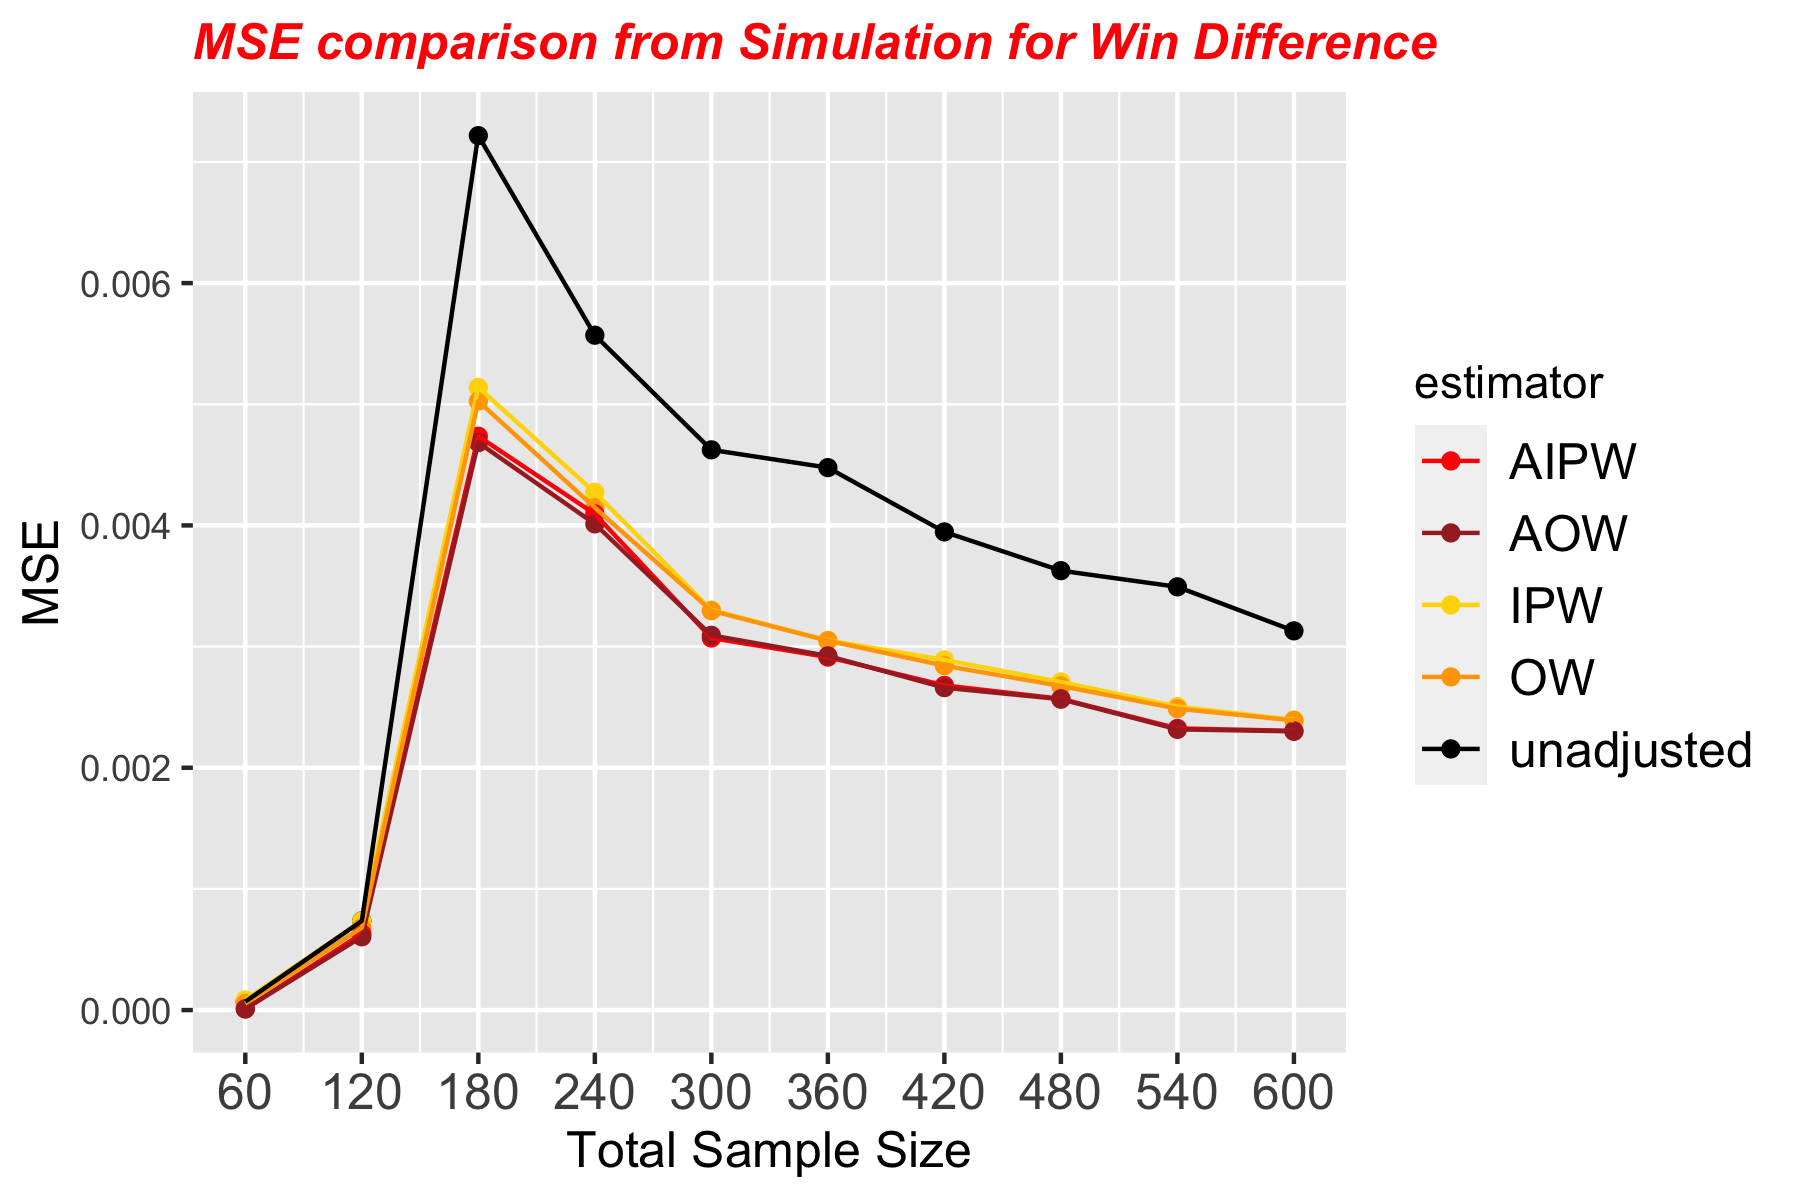 MSE comparison from Simulation for Win Difference
MSE
0.006
0.004
0.002
0.000
60 120 180 240 300 360 420 480 540 600
Total Sample Size
estimator
AIPW
AOW
IPW
OW
unadjusted